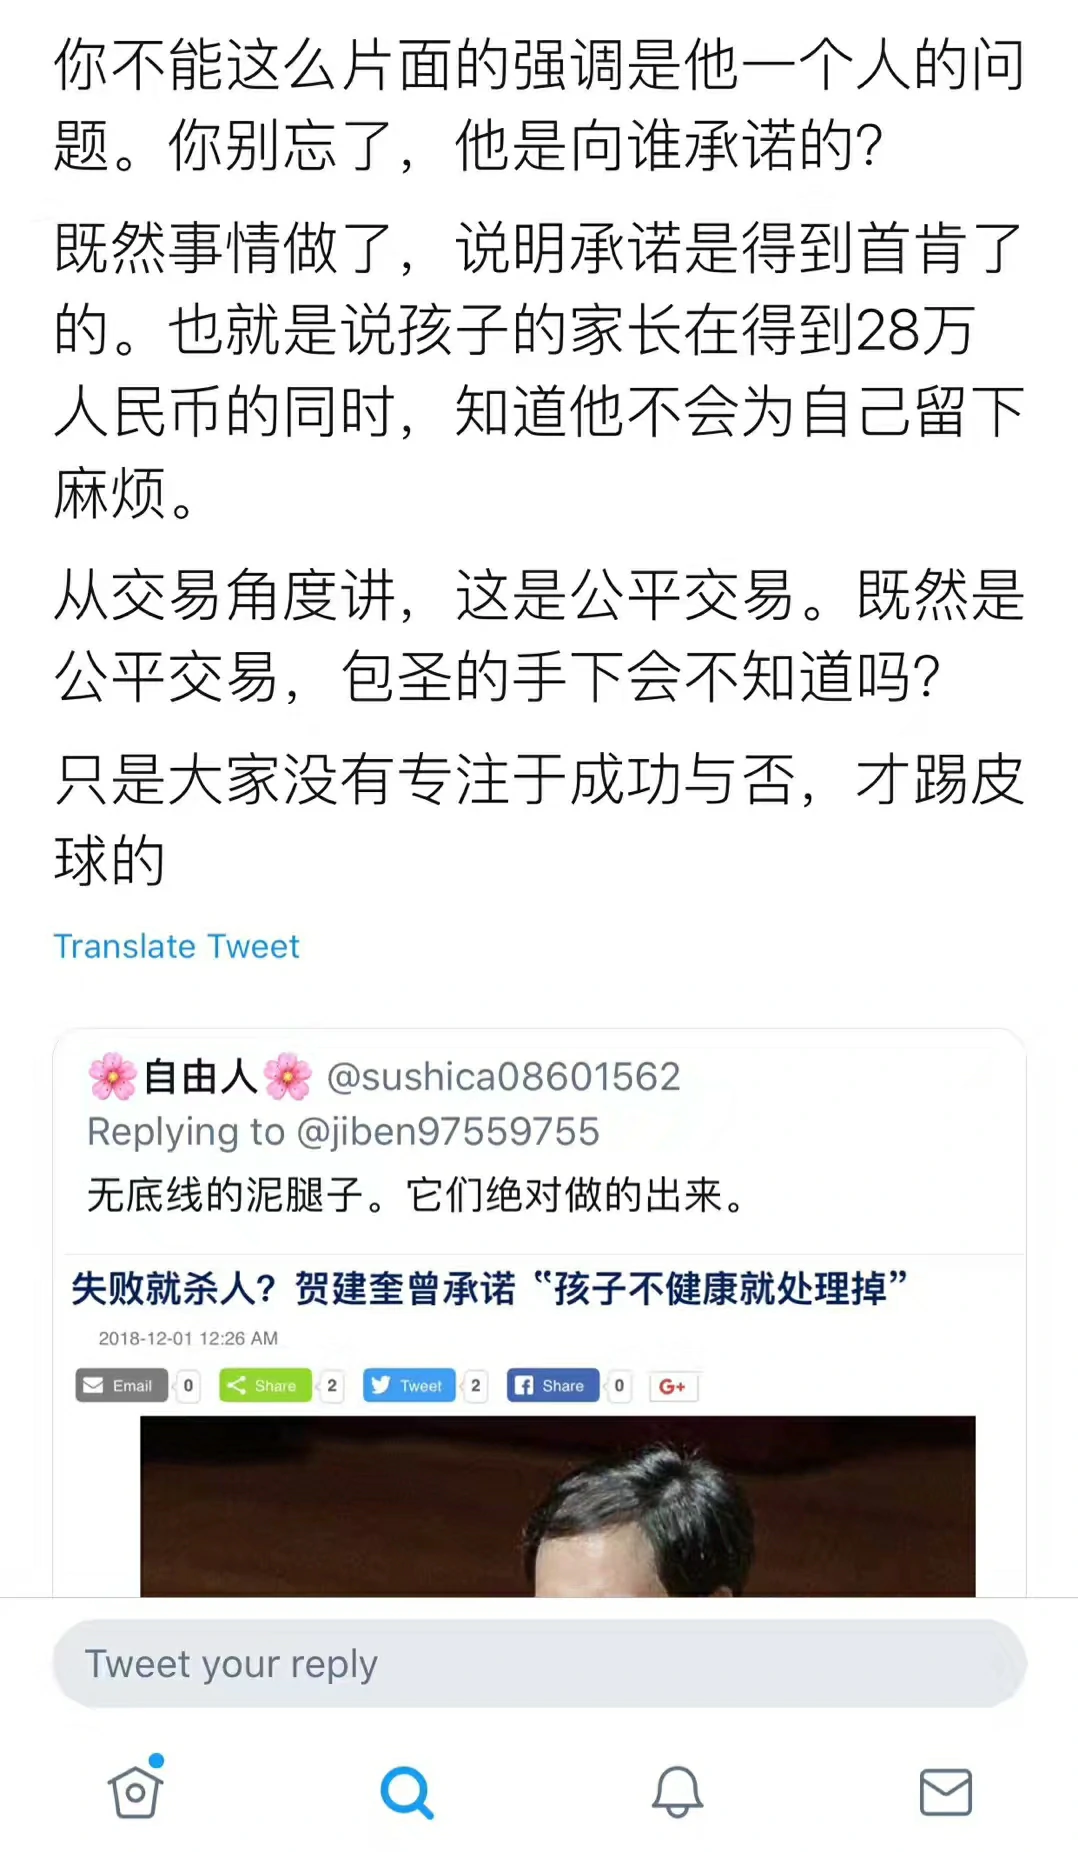 你不能这么片面的强调是他一个人的问
题。你别忘了，他是向谁承诺的？
既然事情做了，说明承诺是得到首肯了
的。也就是说孩子的家长在得到28万
人民币的同时，知道他不会为自己留下
麻烦。
从交易角度讲，这是公平交易。既然是
公平交易，包圣的手下会不知道吗？
只是大家没有专注于成功与否，才踢皮
球的
Translate Tweet
🌸自由人🌸 @sushica08601562
Replying to @jiben97559755
无底线的泥腿子。它们绝对做的出来。
失败就杀人？贺建奎曾承诺“孩子不健康就处理掉”
2018-12-01 12:26 AM
Email 0 Share 2 Tweet 2 Share 0 G+
Tweet your reply